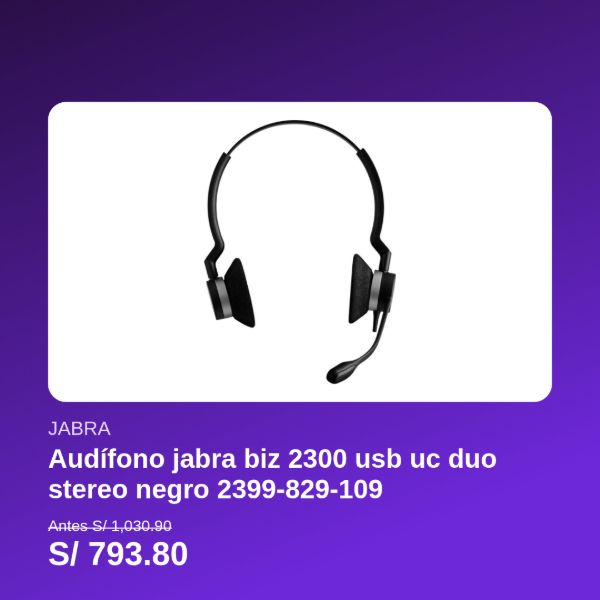 JABRA
Audífono jabra biz 2300 usb uc duo
stereo negro 2399-829-109
Antes S/ 1,030.90
S/ 793.80